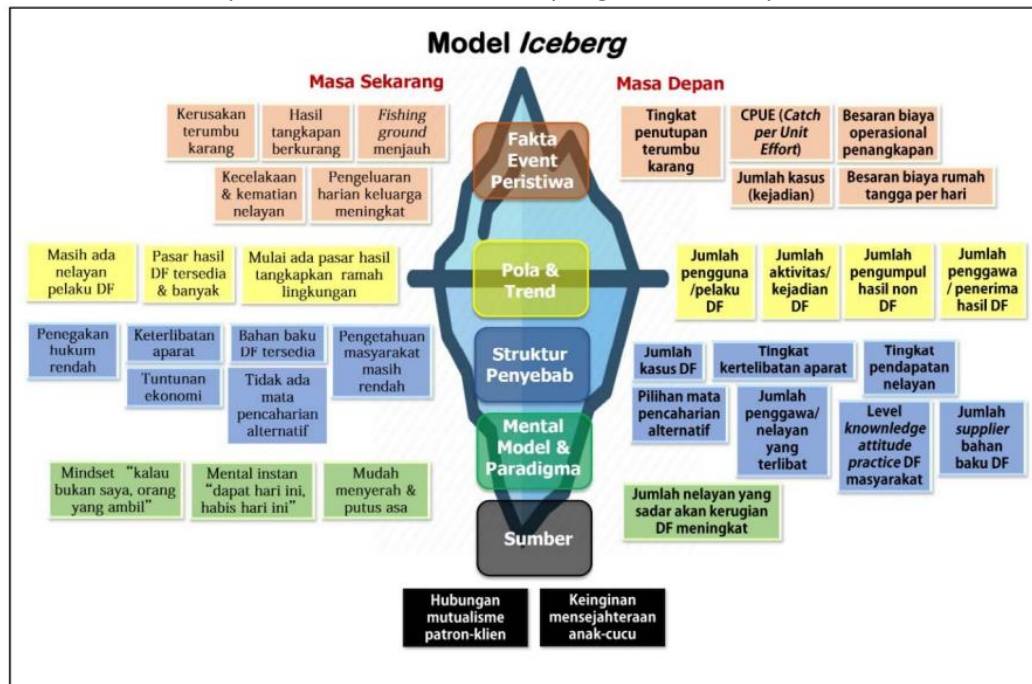 Model Iceberg
Masa Sekarang
Masa Depan
Kerusakan
terumbu
karang
Hasil
tangkapan
berkurang
Fishing
ground
menjauh
Kecelakaan
& kematian
nelayan
Pengeluaran
harian keluarga
meningkat
Fakta
Event
Peristiwa
Tingkat
penutupan
terumbu
karang
CPUE (Catch
per Unit
Effort)
Besaran biaya
operasional
penangkapan
Jumlah kasus
(kejadian)
Besaran biaya rumah
tangga per hari
Masih ada
nelayan
pelaku DF
Pasar hasil
DF tersedia
& banyak
Mulai ada pasar hasil
tangkapkan ramah
lingkungan
Pola &
Trend
Jumlah
pengguna
/pelaku
DF
Jumlah
aktivitas/
kejadian
DF
Jumlah
pengumpul
hasil non
DF
Jumlah
penggawa
/ penerima
hasil DF
Penegakan
hukum
rendah
Keterlibatan
aparat
Bahan baku
DF tersedia
Pengetahuan
masyarakat
masih rendah
Tuntunan
ekonomi
Tidak ada
mata
pencaharian
alternatif
Struktur
Penyebab
Jumlah
kasus DF
Tingkat
kertelibatan aparat
Tingkat
pendapatan
nelayan
Pilihan mata
pencaharian
alternatif
Jumlah
penggawa/
nelayan
yang
terlibat
Level
knownledge
attitude
practice DF
masyarakat
Jumlah
supplier
bahan
baku DF
Mindset “kalau
bukan saya, orang
yang ambil”
Mental instan
“dapat hari ini,
habis hari ini”
Mudah
menyerah &
putus asa
Mental
Model &
Paradigma
Jumlah nelayan yang
sadar akan kerugian
DF meningkat
Sumber
Hubungan
mutualisme
patron-klien
Keinginan
mensejahteraan
anak-cucu